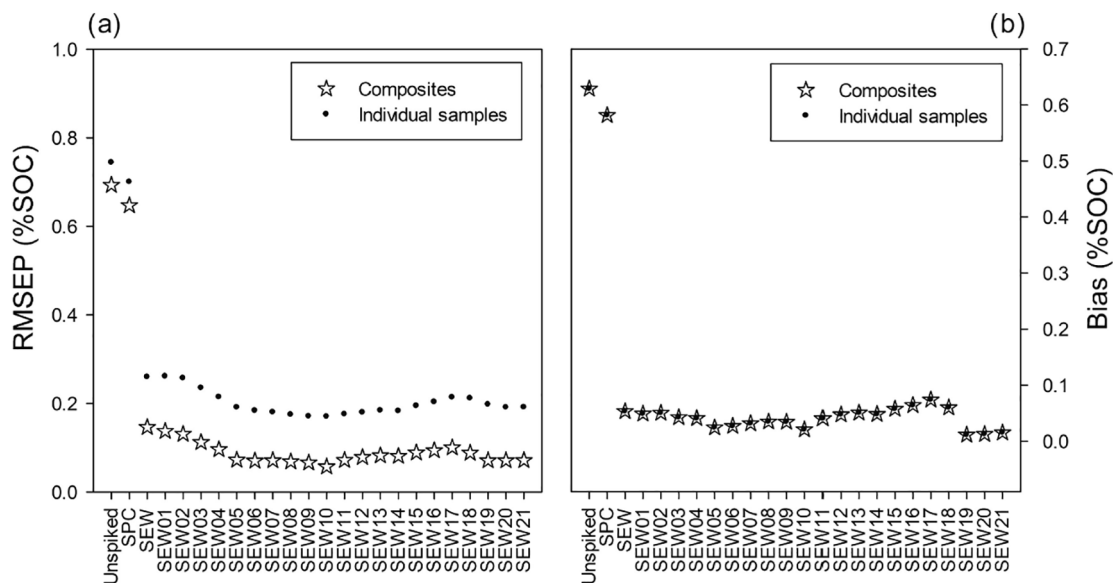 (a)
RMSEP (%SOC)
1.0
0.8
0.6
0.4
0.2
0.0
Composites
Individual samples
Unspiked
SPC
SEW
SEW01
SEW02
SEW03
SEW04
SEW05
SEW06
SEW07
SEW08
SEW09
SEW10
SEW11
SEW12
SEW13
SEW14
SEW15
SEW16
SEW17
SEW18
SEW19
SEW20
SEW21
(b)
Composites
Individual samples
0.7
0.6
0.5
0.4
0.3
0.2
0.1
0.0
Bias (%SOC)
Unspiked
SPC
SEW
SEW01
SEW02
SEW03
SEW04
SEW05
SEW06
SEW07
SEW08
SEW09
SEW10
SEW11
SEW12
SEW13
SEW14
SEW15
SEW16
SEW17
SEW18
SEW19
SEW20
SEW21